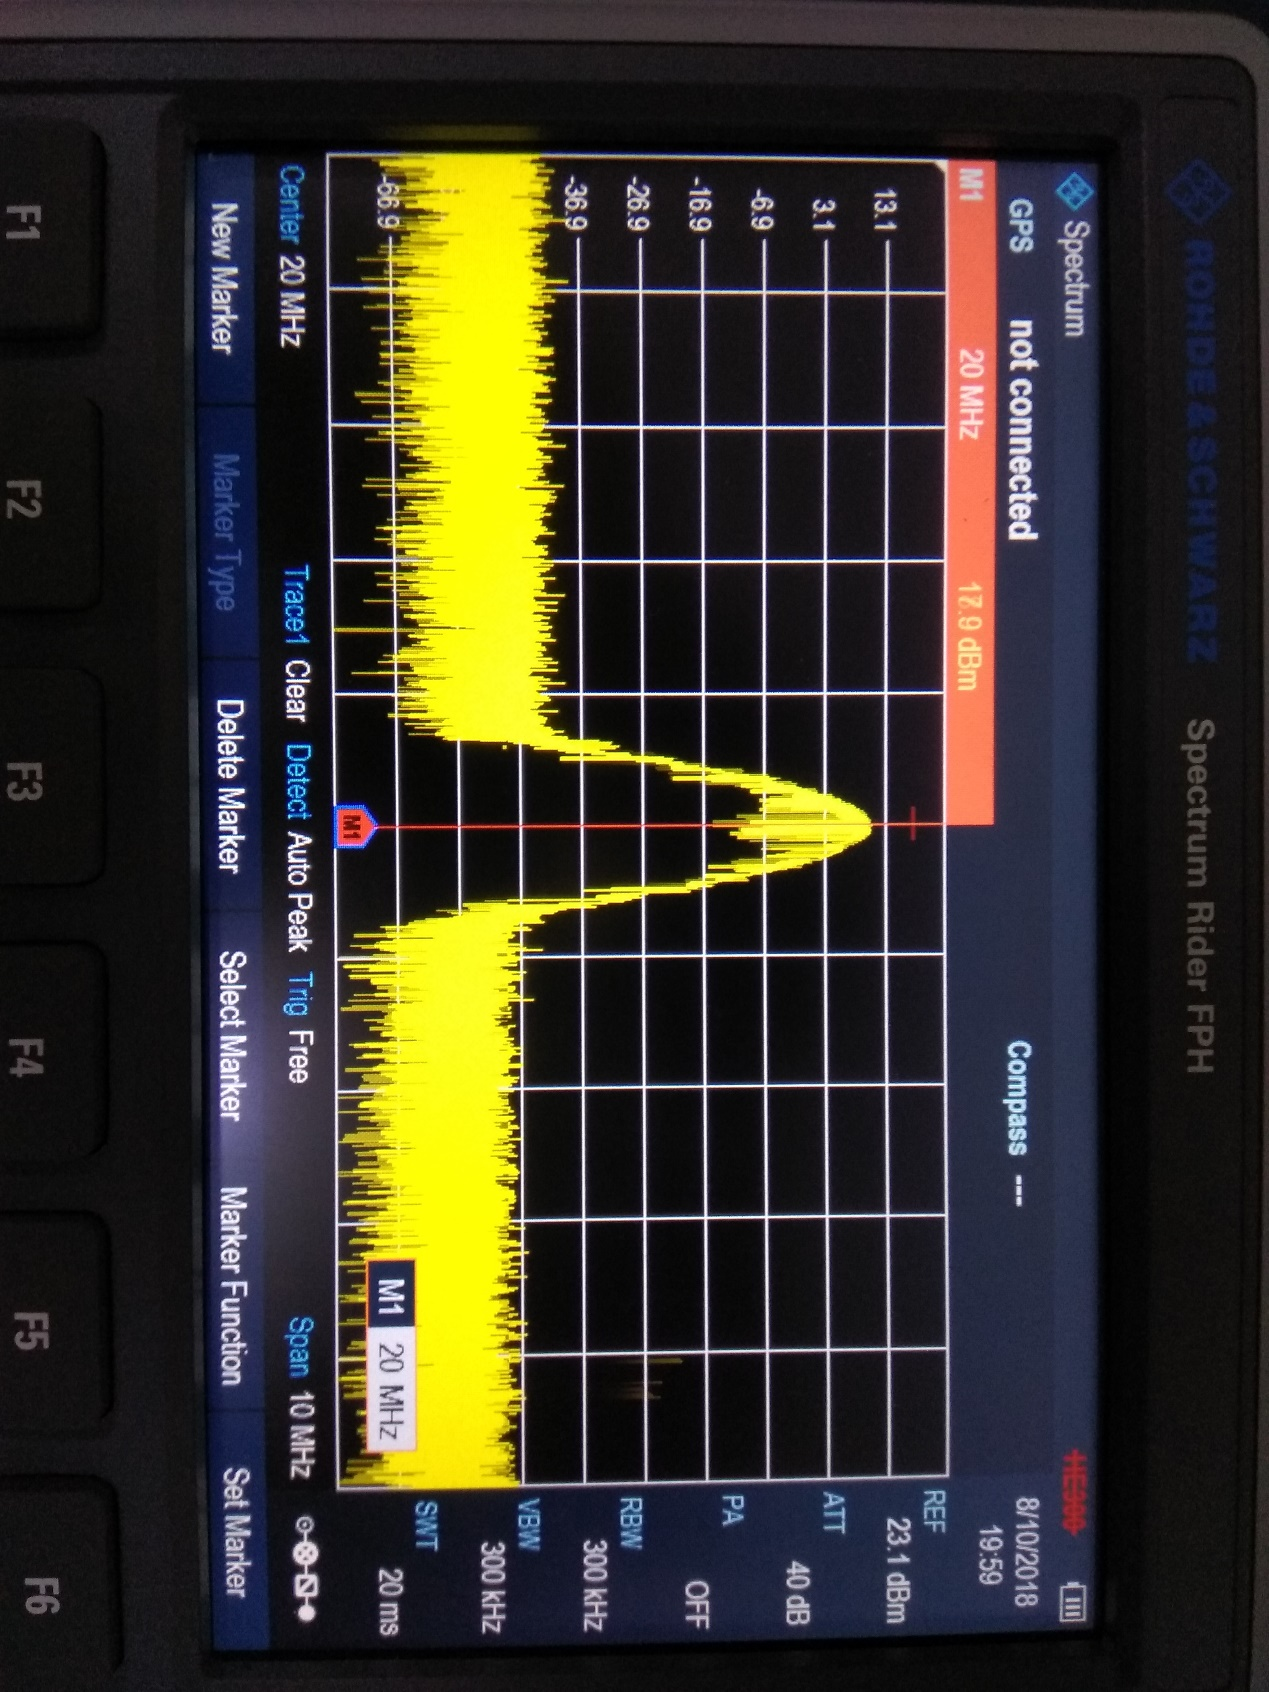 ROHDE & SCHWARZ Spectrum Rider FPH
Spectrum
GPS not connected Compass --- 8/10/2018
19:59
M1 20 MHz
13.1
3.1
-6.9
-16.9
-26.9
-36.9
-66.9
M1
M1 20 MHz
REF
23.1 dBm
ATT
40 dB
PA
OFF
RBW
300 kHz
VBW
300 kHz
SWT
20 ms
Center 20 MHz Trace1 Clear Detect Auto Peak Trig Free Span 10 MHz
New Marker Marker Type Delete Marker Select Marker Marker Function Set Marker
F1 F2 F3 F4 F5 F6